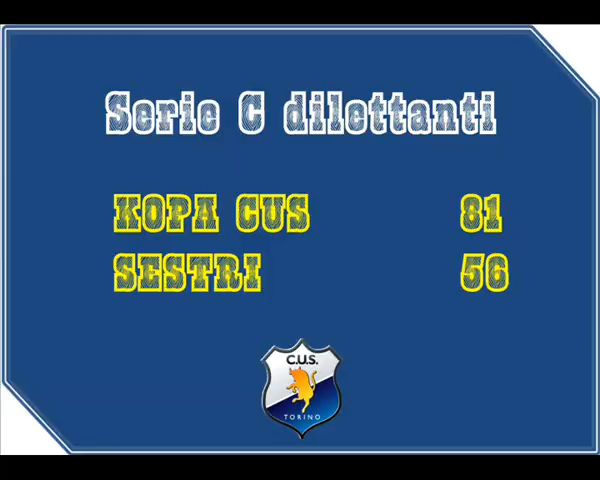 Serie C dilettanti
KOPA CUS 81
SESTRI 56
C.U.S.
TORINO